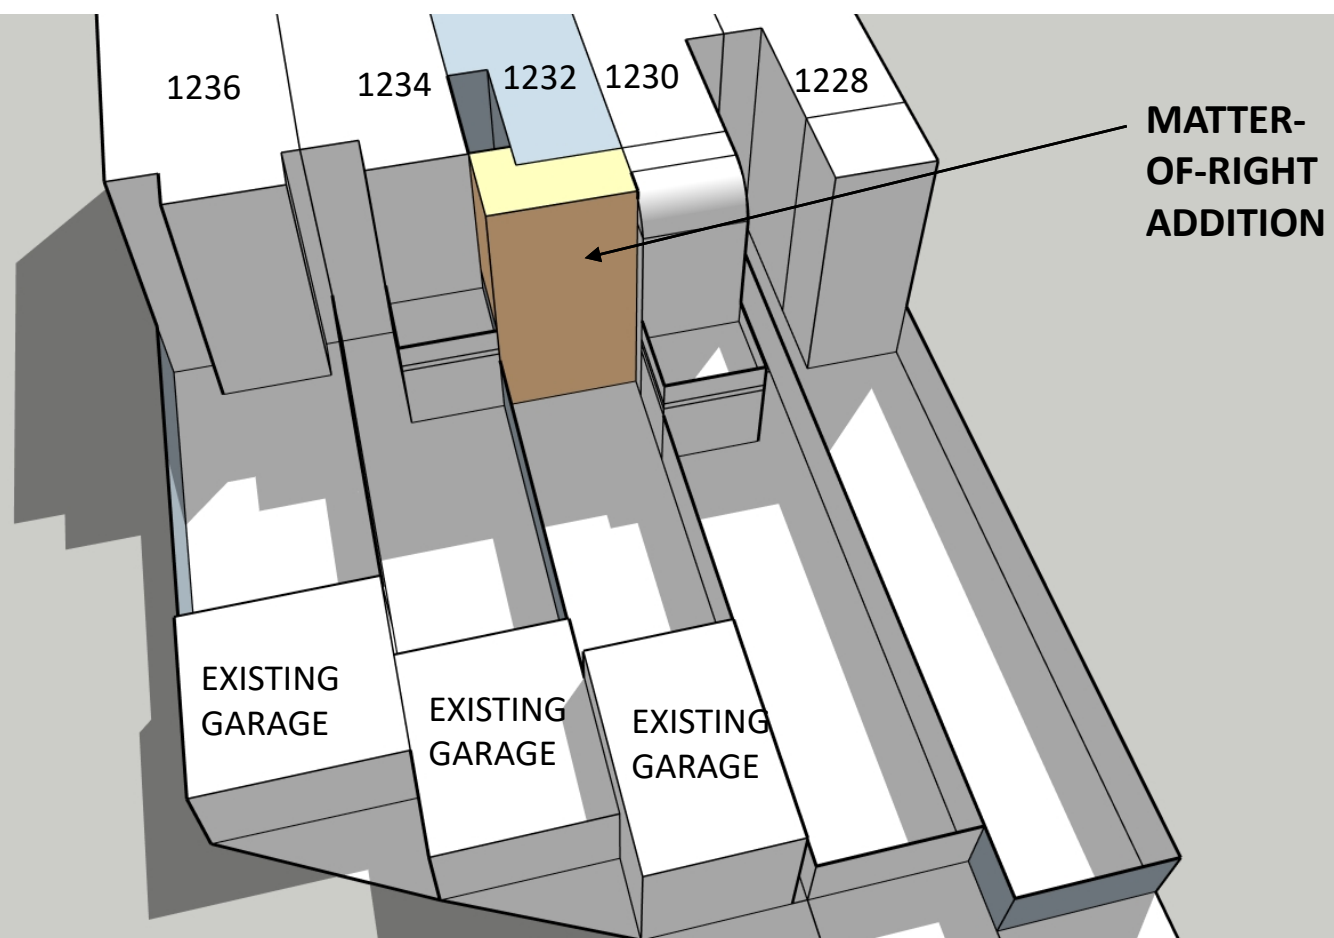 1236
1234
1232
1230
1228
MATTER-
OF-RIGHT
ADDITION
EXISTING
GARAGE
EXISTING
GARAGE
EXISTING
GARAGE